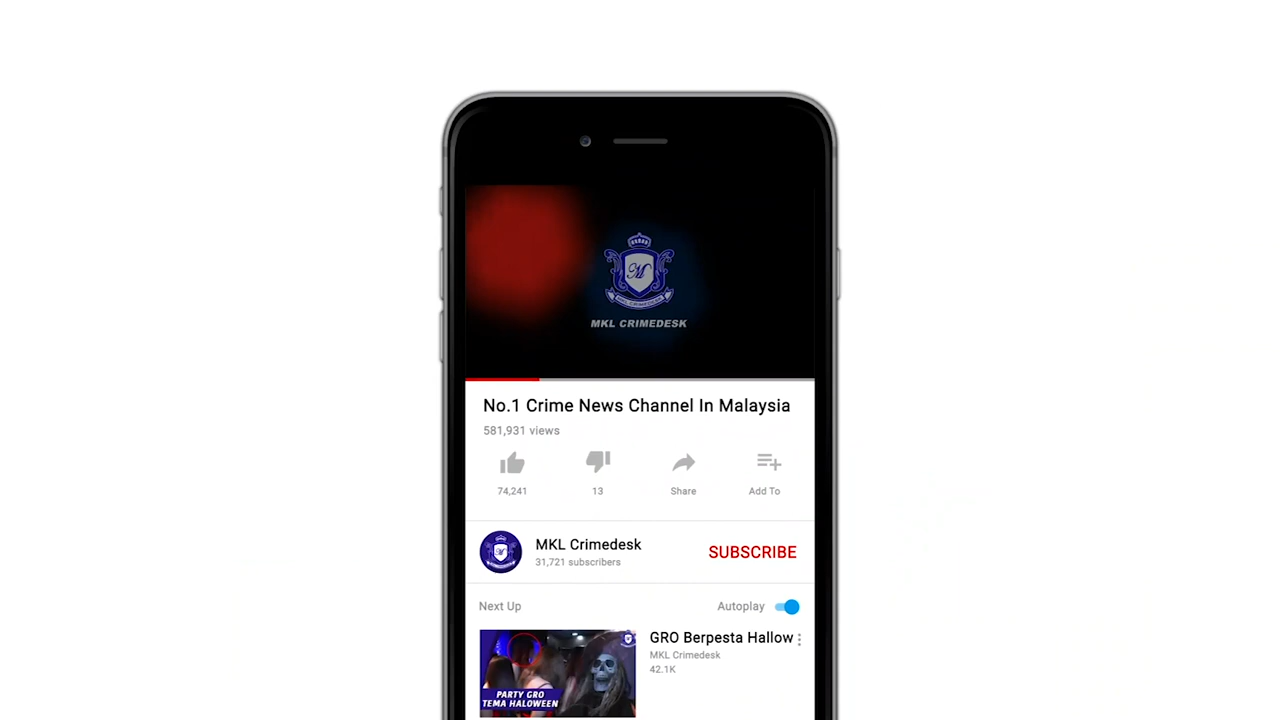 M
MKL CRIMEDESK
MKL CRIMEDESK
No.1 Crime News Channel In Malaysia
581,931 views
74,241
13
Share
Add To
MKL Crimedesk
31,721 subscribers
SUBSCRIBE
Next Up
Autoplay
GRO Berpesta Hallow
MKL Crimedesk
42.1K
PARTY GRO
TEMA HALOWEEN